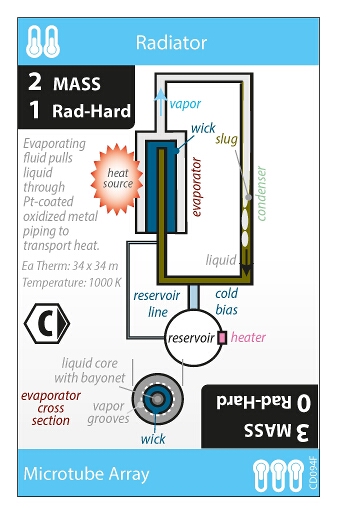 Radiator
2 MASS
1 Rad-Hard
vapor
wick
slug
Evaporating
fluid pulls
liquid
through
Pt-coated
oxidized metal
piping to
transport heat.
heat
source
evaporator
condenser
Ea Therm: 34 x 34 m
Temperature: 1000 K
liquid
C
reservoir
line
cold
bias
reservoir
heater
liquid core
with bayonet
evaporator
cross
section
vapor
grooves
wick
3 MASS
0 Rad-Hard
Microtube Array
CD094F